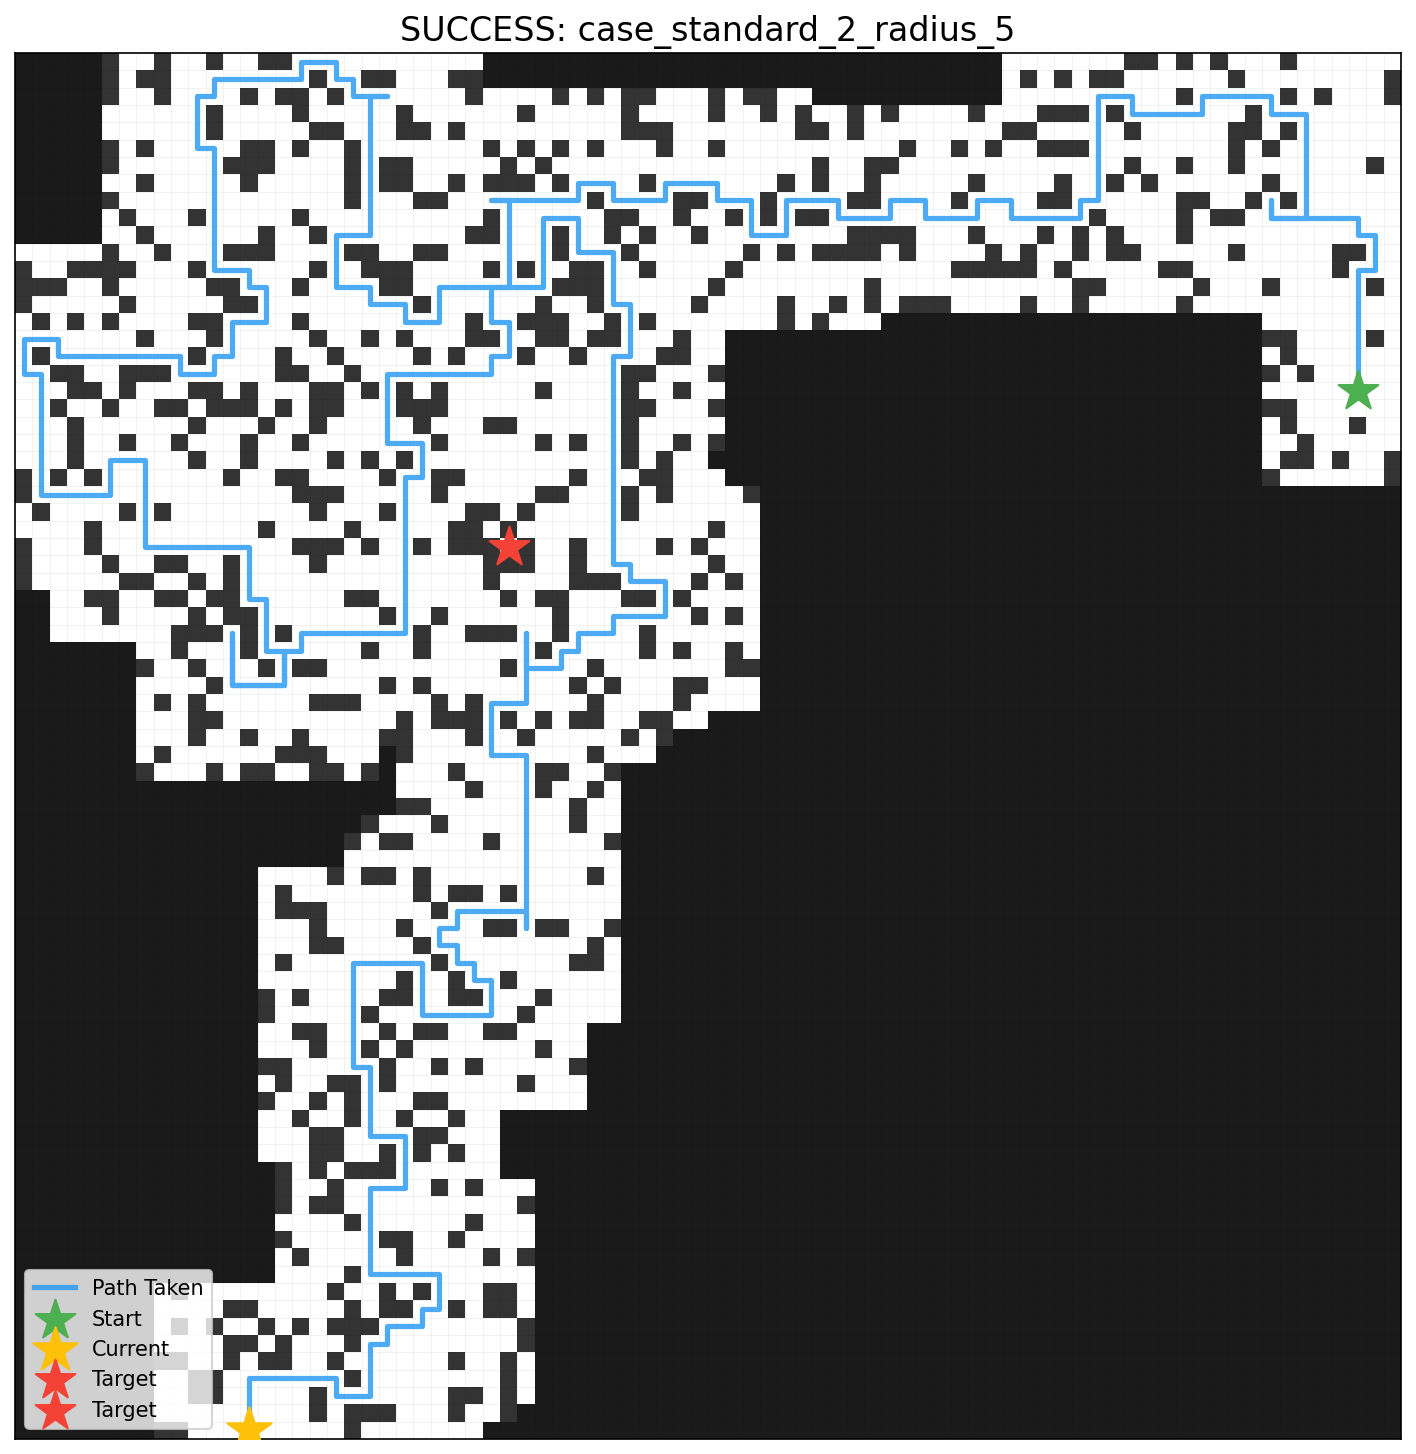 SUCCESS: case_standard_2_radius_5
Path Taken
Start
Current
Target
Target